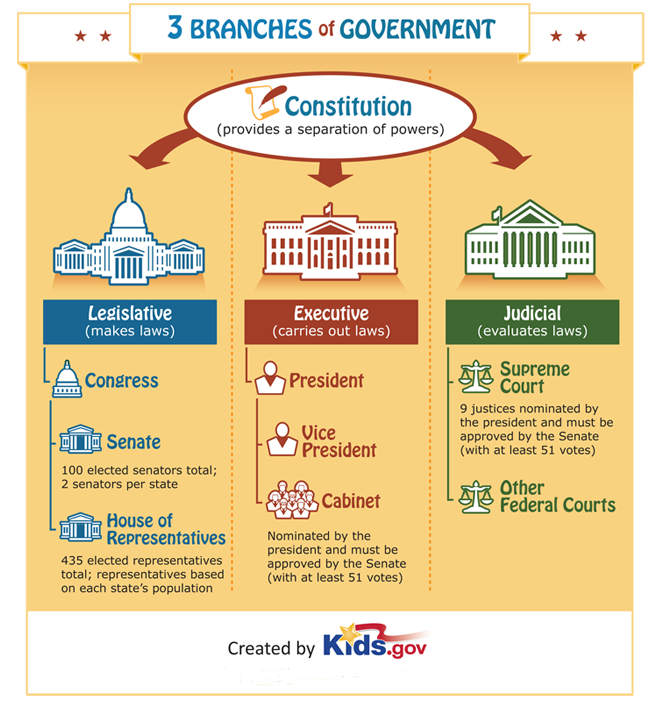 3 BRANCHES of GOVERNMENT
Constitution
(provides a separation of powers)
Legislative
(makes laws)
Congress
Senate
100 elected senators total;
2 senators per state
House of
Representatives
435 elected representatives
total; representatives based
on each state's population
Executive
(carries out laws)
President
Vice
President
Cabinet
Nominated by the
president and must be
approved by the Senate
(with at least 51 votes)
Judicial
(evaluates laws)
Supreme
Court
9 justices nominated by
the president and must be
approved by the Senate
(with at least 51 votes)
Other
Federal Courts
Created by Kids.gov